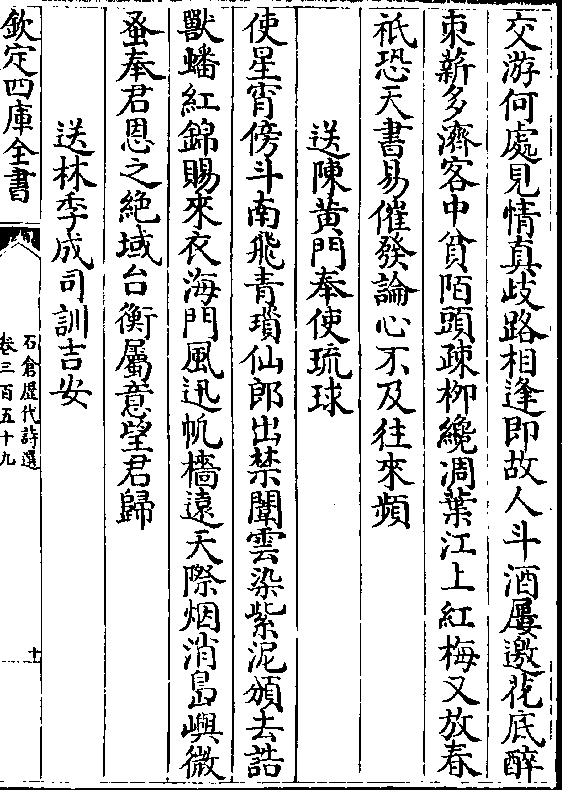 交游何處見情真歧路相逢即故人斗酒屢邀花底醉
束薪多濟客中貧陌頭疎栁纔凋葉江上紅梅又放春
祇恐天書易催發論心不及往來頻
送陳黄門奉使琉球
使星宵傍斗南飛青瑣仙郎出禁闈雲染紫泥頒去誥
獸蟠紅錦賜來衣海門風迅帆檣遠天際烟消島嶼微
蚤奉君恩之絶域台衡屬意望君歸
送林季成司訓吉安
欽定四庫全書
石倉歷代詩選
卷三百五十九
十